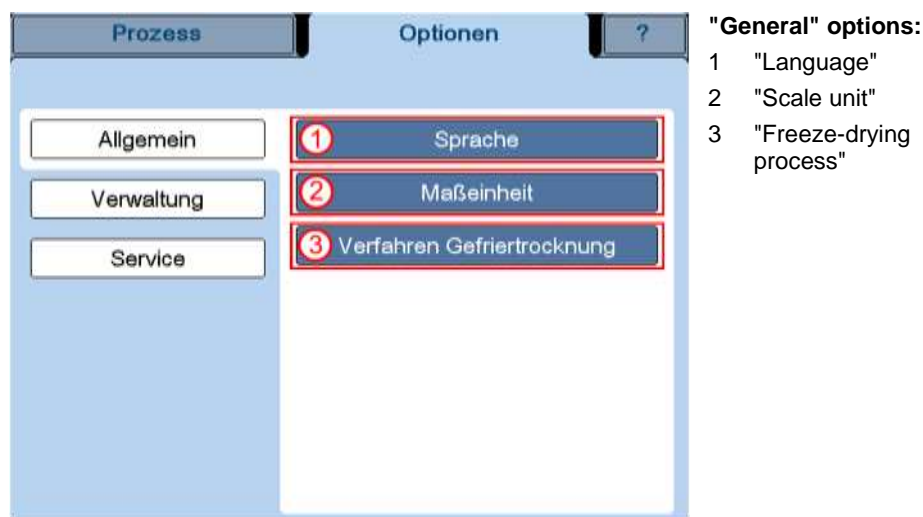 Prozess
Optionen
?
Allgemein
Verwaltung
Service
1 Sprache
2 Maßeinheit
3 Verfahren Gefriertrocknung
"General" options:
1 "Language"
2 "Scale unit"
3 "Freeze-drying
process"